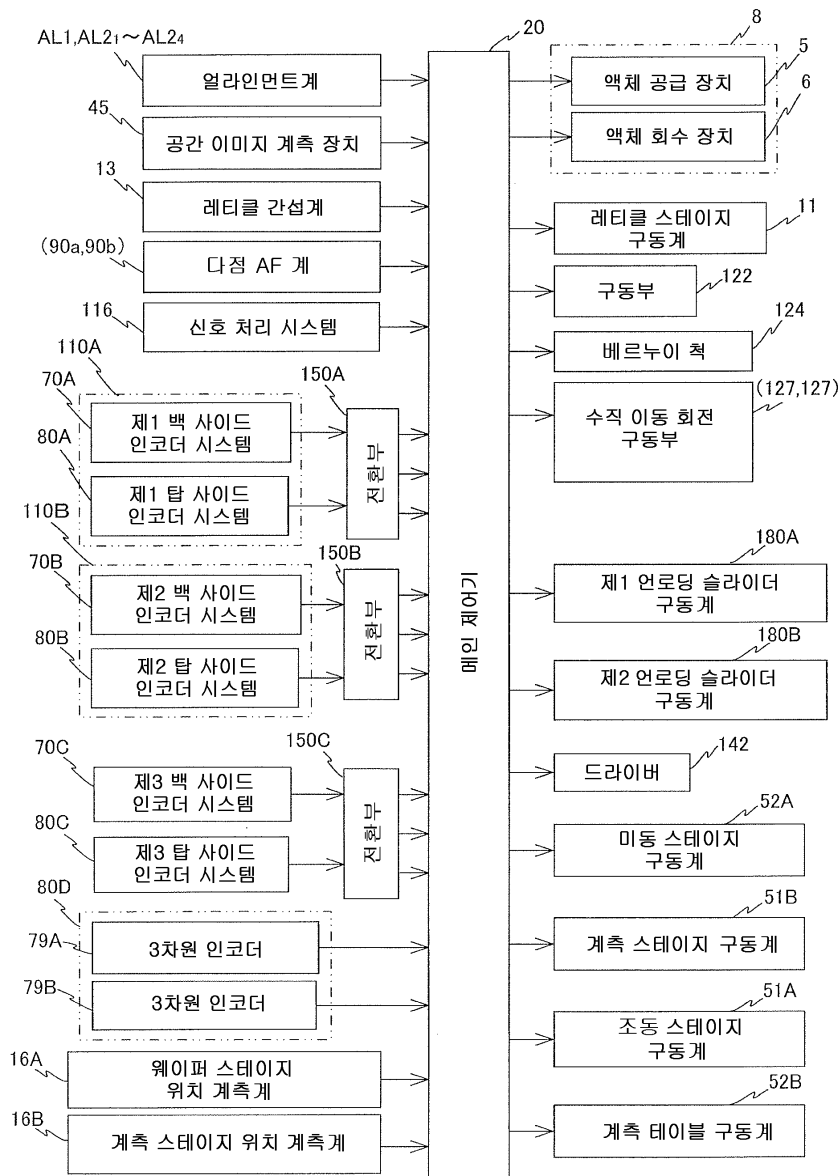 AL1,AL2₁～AL2₄
얼라인먼트계
45
공간 이미지 계측 장치
13
레티클 간섭계
(90a,90b)
다점 AF 계
116
신호 처리 시스템
110A
70A
제1 백 사이드
인코더 시스템
80A
제1 탑 사이드
인코더 시스템
150A
전환부
110B
70B
제2 백 사이드
인코더 시스템
80B
제2 탑 사이드
인코더 시스템
150B
전환부
70C
제3 백 사이드
인코더 시스템
80C
제3 탑 사이드
인코더 시스템
150C
전환부
80D
79A
3차원 인코더
79B
3차원 인코더
16A
웨이퍼 스테이지
위치 계측계
16B
계측 스테이지 위치 계측계
20
메인 제어기
8
5
액체 공급 장치
6
액체 회수 장치
레티클 스테이지
구동계
11
구동부
122
베르누이 척
124
수직 이동 회전
구동부
(127,127)
180A
제1 언로딩 슬라이더
구동계
180B
제2 언로딩 슬라이더
구동계
드라이버
142
52A
미동 스테이지
구동계
51B
계측 스테이지 구동계
51A
조동 스테이지
구동계
52B
계측 테이블 구동계